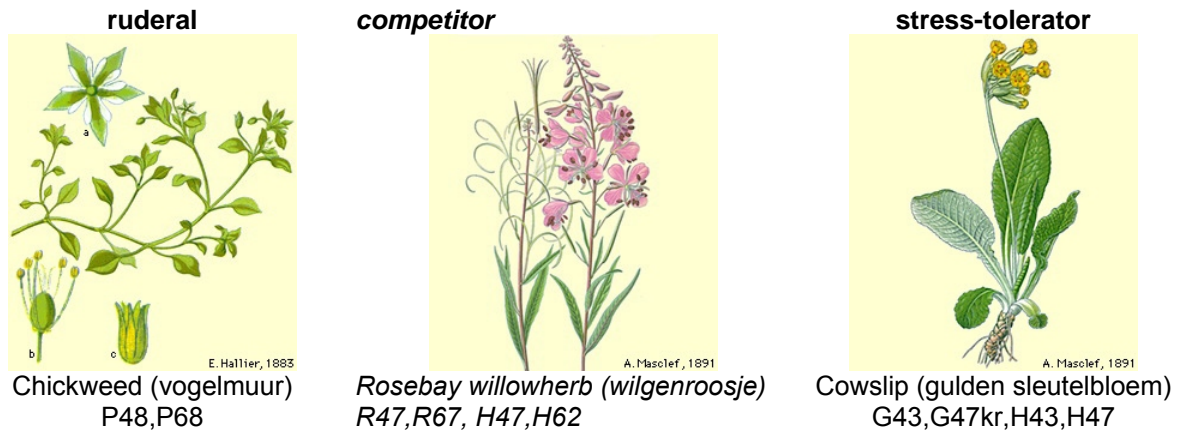 ruderal
competitor
stress-tolerator
a
b
c
E. Hallier, 1883
A. Masclef, 1891
A. Masclef, 1891
Chickweed (vogelmuur)
Rosebay willowherb (wilgenroosje)
Cowslip (gulden sleutelbloem)
P48,P68
R47,R67, H47,H62
G43,G47kr,H43,H47